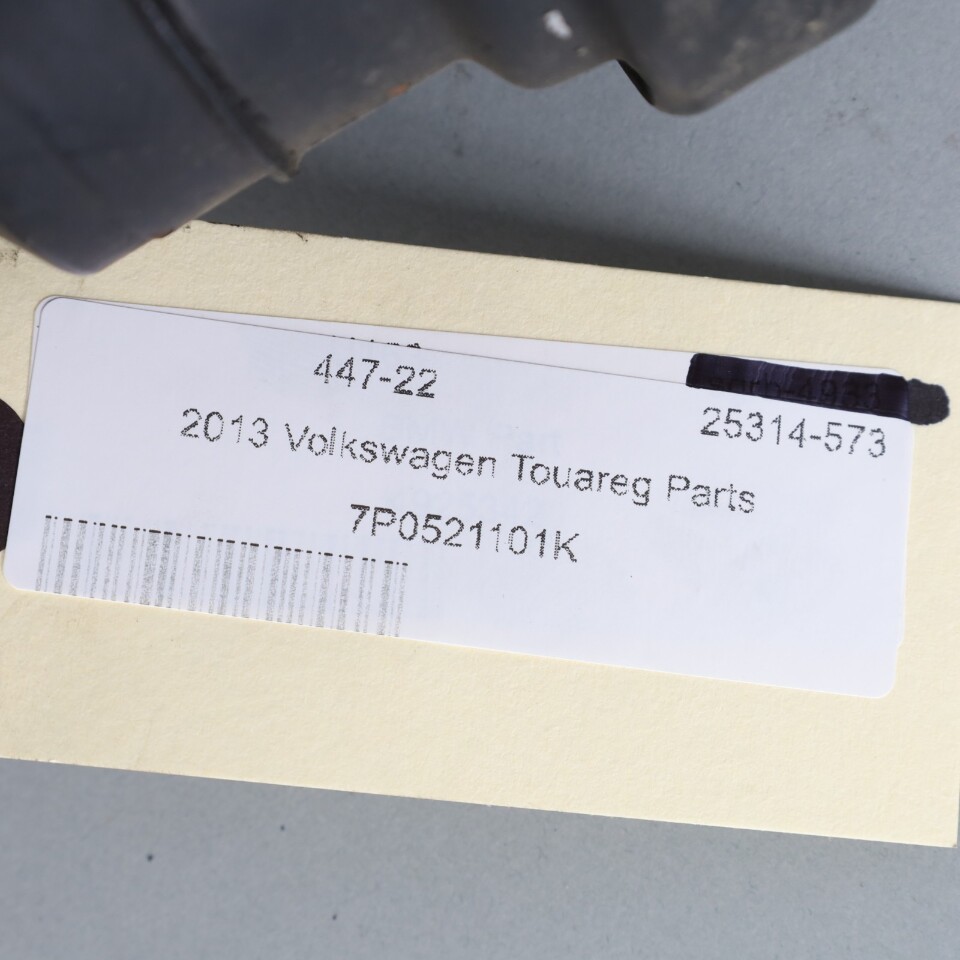 447-22
25314-573
2013 Volkswagen Touareg Parts
7P0521101K